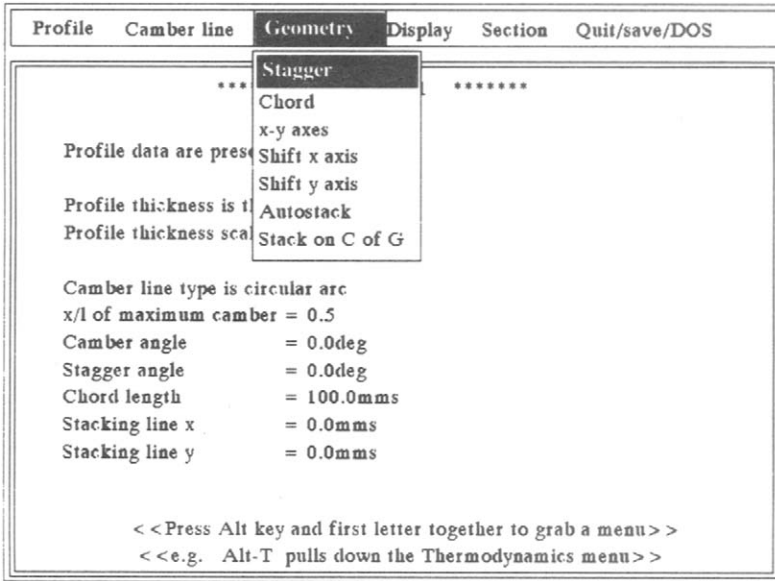 Profile Camber line Geometry Display Section Quit/save/DOS
Stagger
Chord
x-y axes
Shift x axis
Shift y axis
Autostack
Stack on C of G
*** *******
Profile data are prese
Profile thickness is t
Profile thickness scal
Camber line type is circular arc
x/l of maximum camber = 0.5
Camber angle = 0.0deg
Stagger angle = 0.0deg
Chord length = 100.0mms
Stacking line x = 0.0mms
Stacking line y = 0.0mms
<<Press Alt key and first letter together to grab a menu>>
<<e.g. Alt-T pulls down the Thermodynamics menu>>